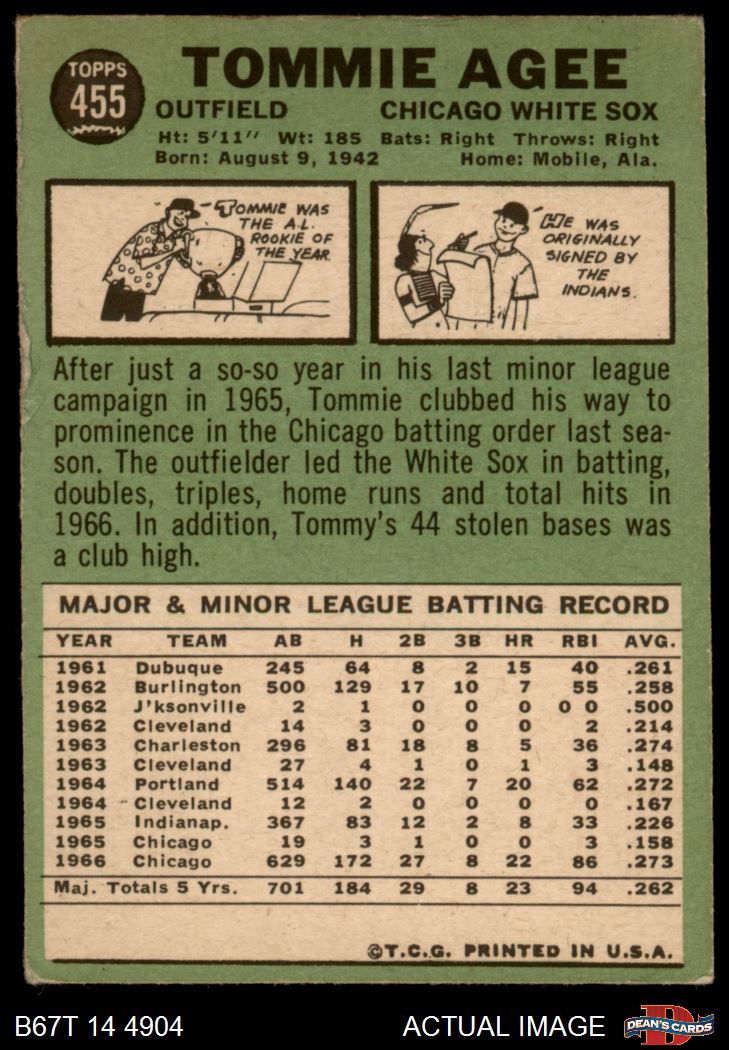 TOPPS
455
TOMMIE AGEE
OUTFIELD CHICAGO WHITE SOX
Ht: 5'11" Wt: 185 Bats: Right Throws: Right
Born: August 9, 1942 Home: Mobile, Ala.
TOMMIE WAS
THE A.L.
ROOKIE OF
THE YEAR
HE WAS
ORIGINALLY
SIGNED BY
THE
INDIANS.
After just a so-so year in his last minor league
campaign in 1965, Tommie clubbed his way to
prominence in the Chicago batting order last sea-
son. The outfielder led the White Sox in batting,
doubles, triples, home runs and total hits in
1966. In addition, Tommy's 44 stolen bases was
a club high.
MAJOR & MINOR LEAGUE BATTING RECORD
YEAR TEAM AB H 2B 3B HR RBI AVG.
1961 Dubuque 245 64 8 2 15 40 .261
1962 Burlington 500 129 17 10 7 55 .258
1962 J'ksonville 2 1 0 0 0 0 0 .500
1962 Cleveland 14 3 0 0 0 2 .214
1963 Charleston 296 81 18 8 5 36 .274
1963 Cleveland 27 4 1 0 1 3 .148
1964 Portland 514 140 22 7 20 62 .272
1964 Cleveland 12 2 0 0 0 0 .167
1965 Indianap. 367 83 12 2 8 33 .226
1965 Chicago 19 3 1 0 0 3 .158
1966 Chicago 629 172 27 8 22 86 .273
Maj. Totals 5 Yrs. 701 184 29 8 23 94 .262
©T.C.G. PRINTED IN U.S.A.
B67T 14 4904 ACTUAL IMAGE
D
DEAN'S CARDS